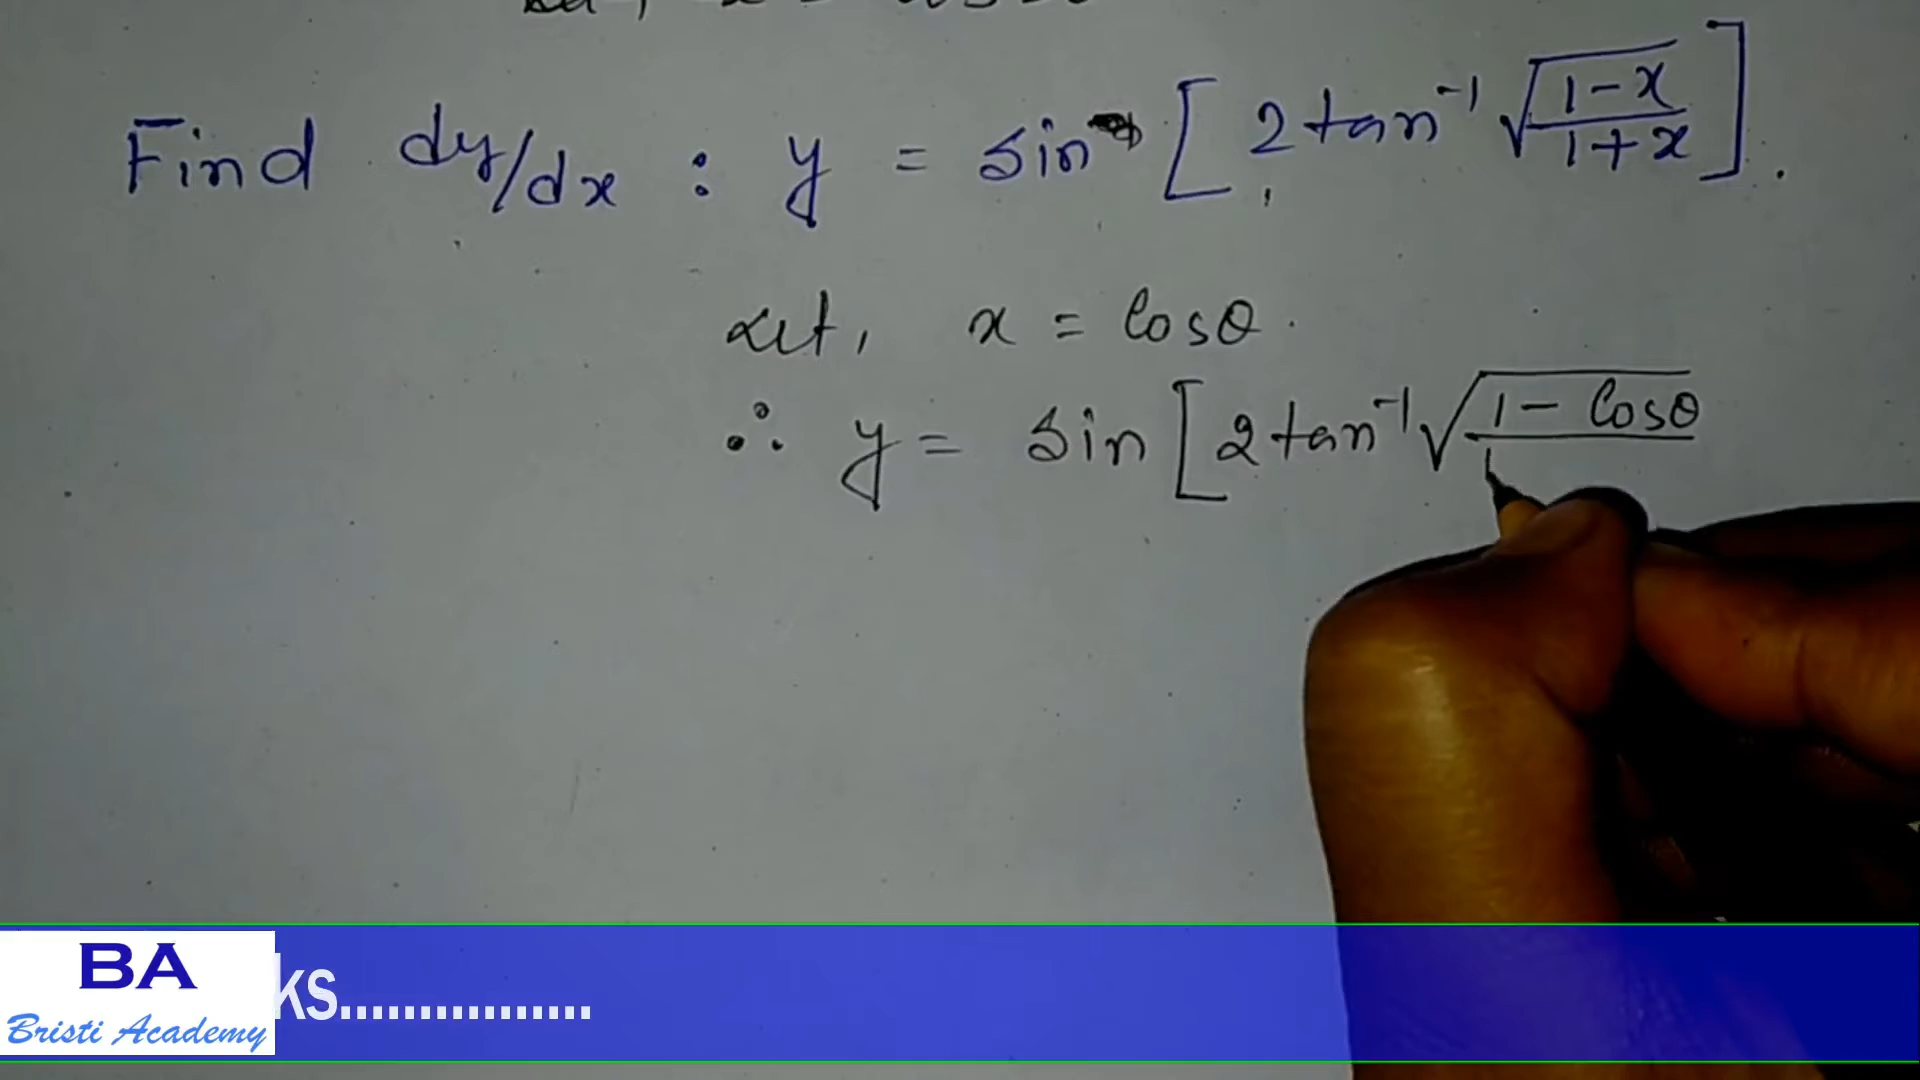 Find dy/dx : y = sin [ 2 tan⁻¹ √(1-x)/(1+x) ] .
Let, x = cosθ .
∴ y = sin [ 2 tan⁻¹ √(1 - cosθ)/1
BA
Bristi Academy
KS................